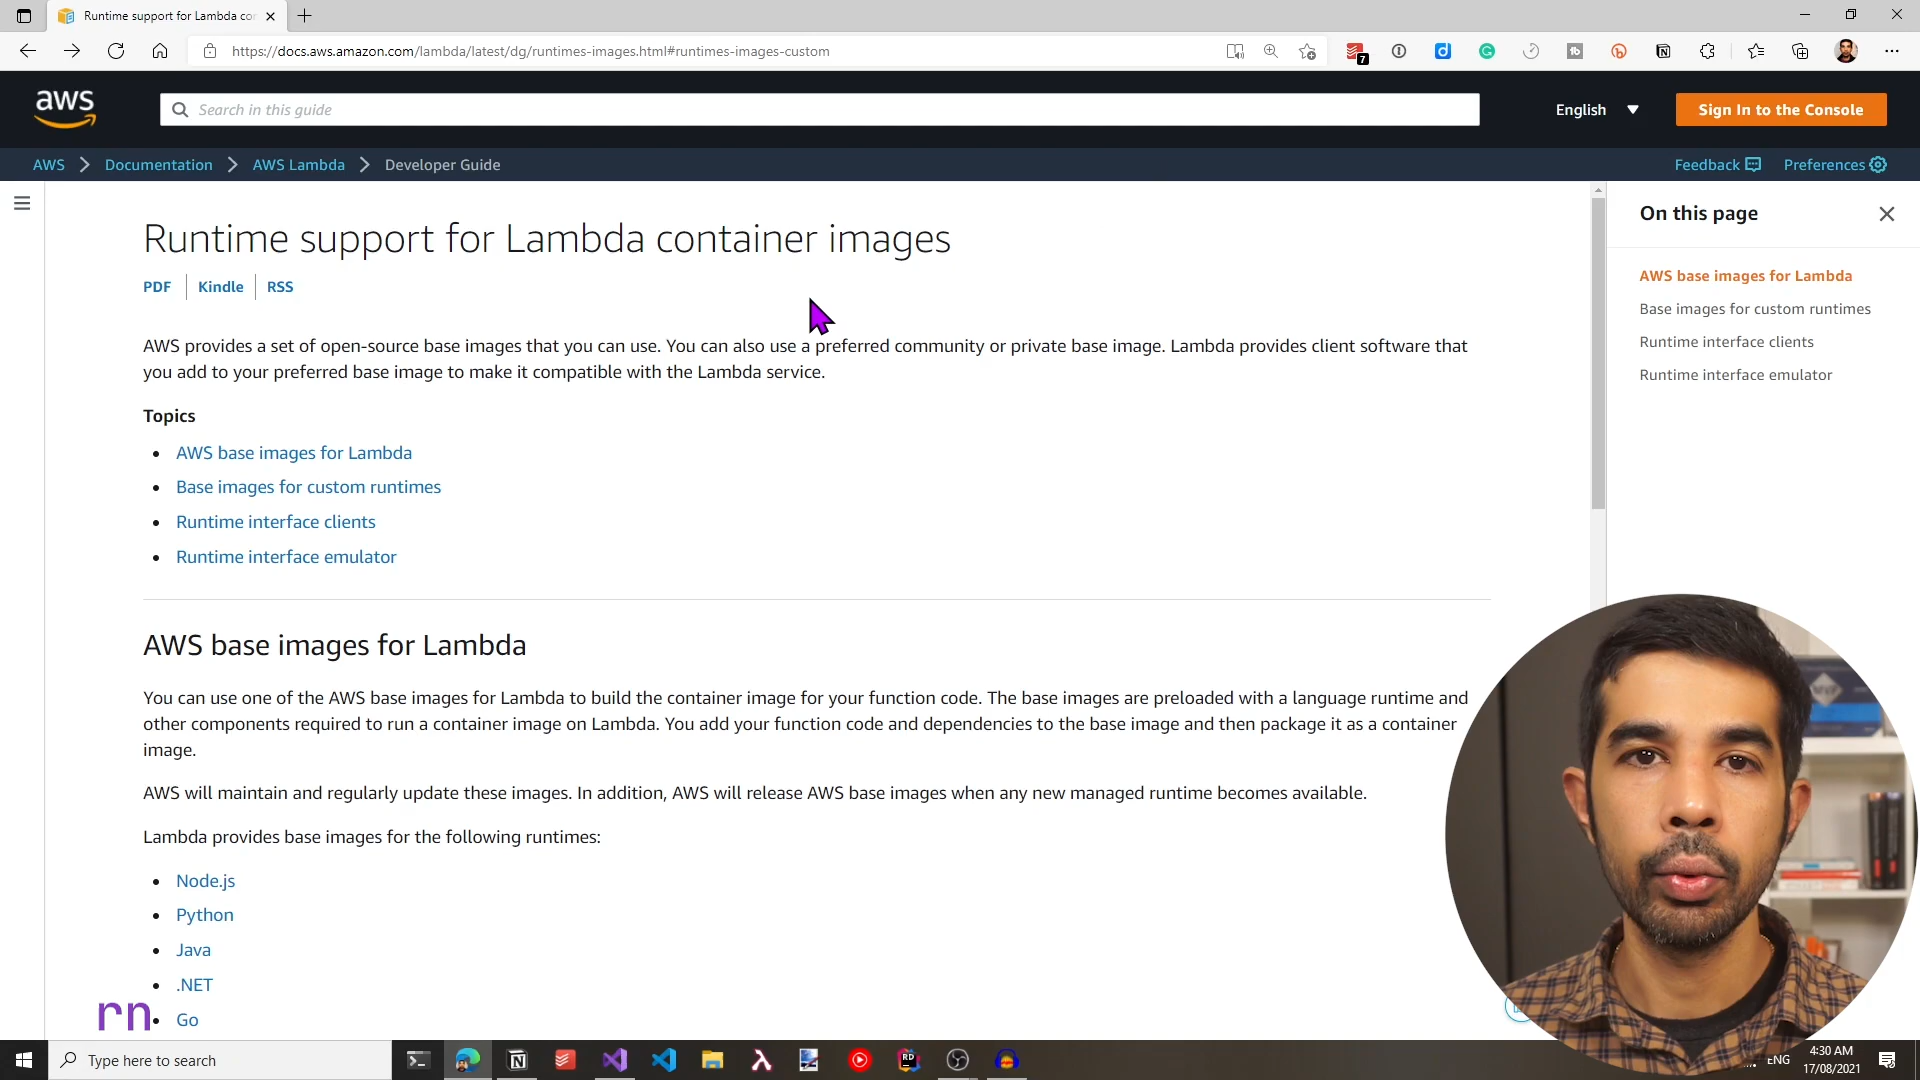 Runtime support for Lambda cor
https://docs.aws.amazon.com/lambda/latest/dg/runtimes-images.html#runtimes-images-custom
7
aws
Search in this guide
English
Sign In to the Console
AWS
Documentation
AWS Lambda
Developer Guide
Feedback
Preferences
Runtime support for Lambda container images
PDF
Kindle
RSS
AWS provides a set of open-source base images that you can use. You can also use a preferred community or private base image. Lambda provides client software that
you add to your preferred base image to make it compatible with the Lambda service.
Topics
AWS base images for Lambda
Base images for custom runtimes
Runtime interface clients
Runtime interface emulator
AWS base images for Lambda
You can use one of the AWS base images for Lambda to build the container image for your function code. The base images are preloaded with a language runtime and
other components required to run a container image on Lambda. You add your function code and dependencies to the base image and then package it as a container
image.
AWS will maintain and regularly update these images. In addition, AWS will release AWS base images when any new managed runtime becomes available.
Lambda provides base images for the following runtimes:
Node.js
Python
Java
.NET
Go
On this page
AWS base images for Lambda
Base images for custom runtimes
Runtime interface clients
Runtime interface emulator
rn
Type here to search
RD
ENG
4:30 AM
17/08/2021